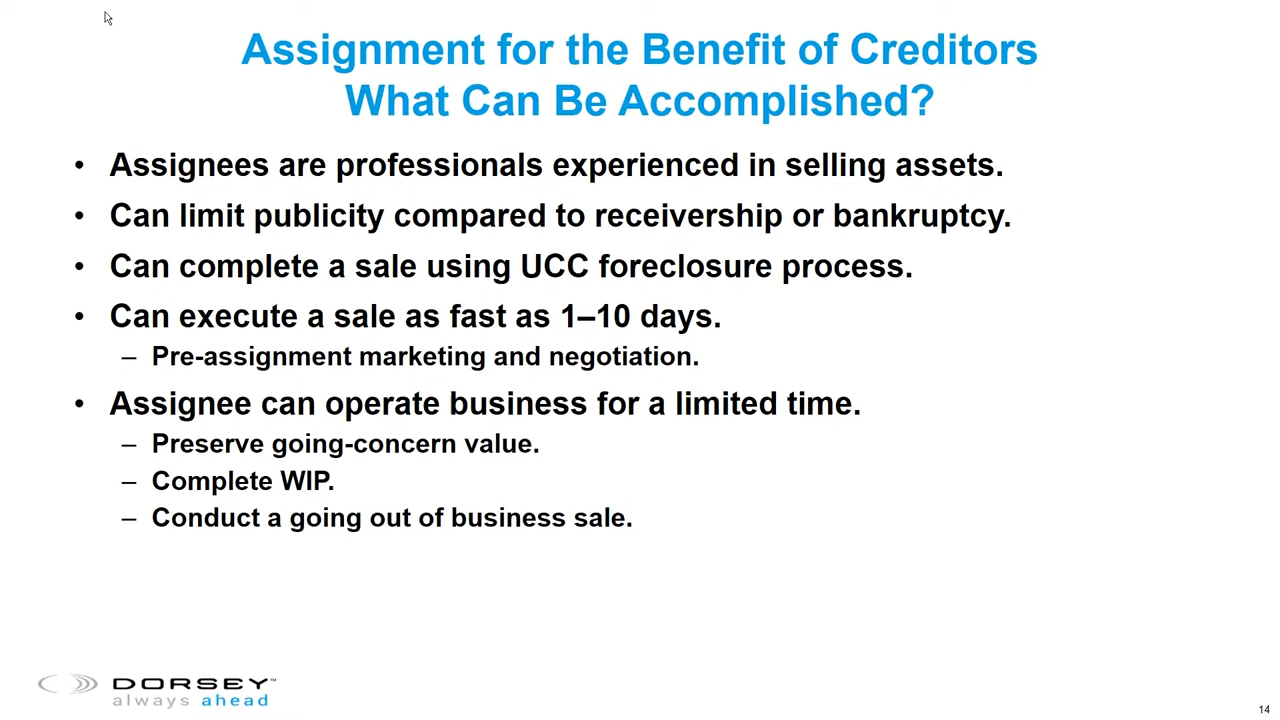 Assignment for the Benefit of Creditors
What Can Be Accomplished?
• Assignees are professionals experienced in selling assets.
• Can limit publicity compared to receivership or bankruptcy.
• Can complete a sale using UCC foreclosure process.
• Can execute a sale as fast as 1–10 days.
– Pre-assignment marketing and negotiation.
• Assignee can operate business for a limited time.
– Preserve going-concern value.
– Complete WIP.
– Conduct a going out of business sale.
DORSEY™
always ahead
14